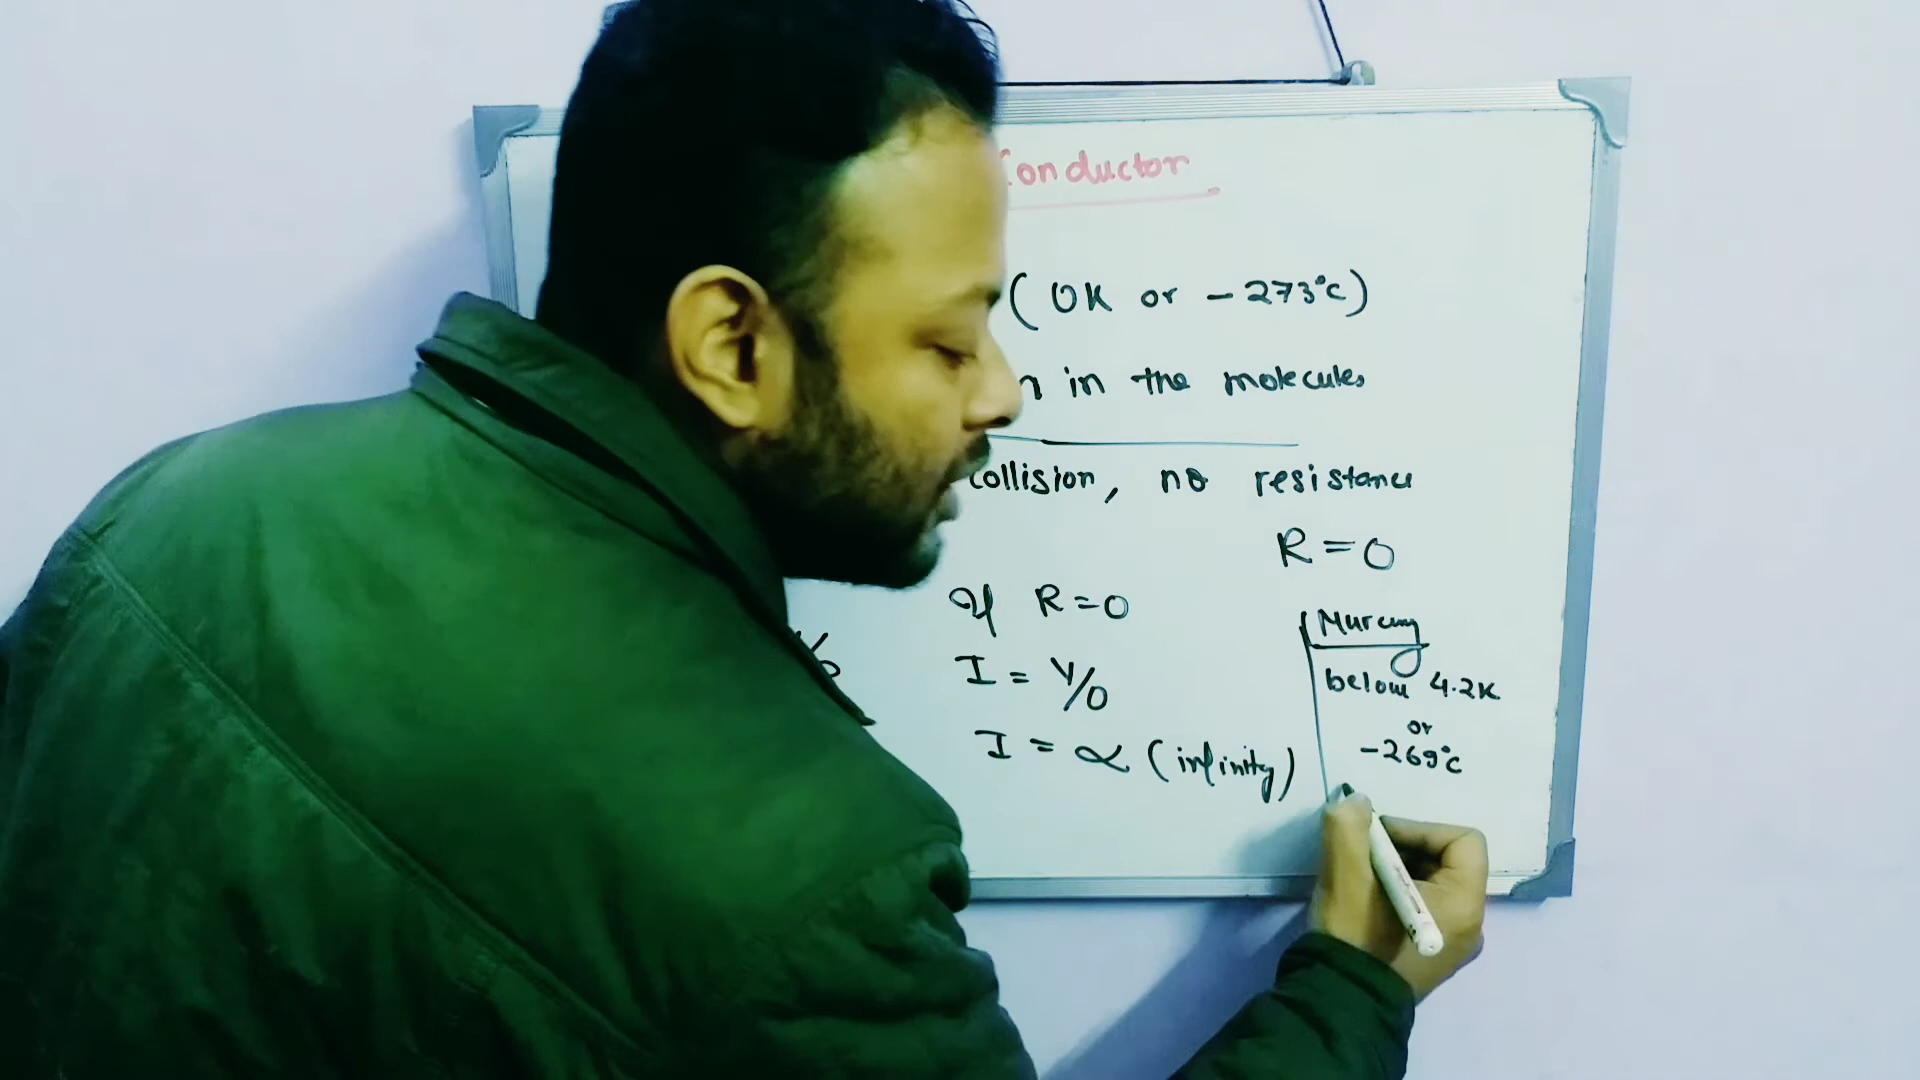 Conductor
(0K or -273°C)
n in the molecules
collision, no resistance
R=0
If R=0
I = V/0
I = ∝ (infinity)
Murcury
below 4.2K
or
-269°C